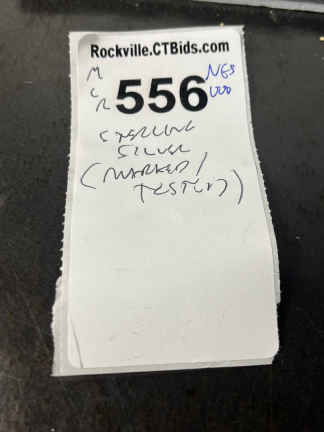 Rockville.CTBids.com
M
C
R
556
STERLING
SILVER
(MARKED/
TESTED)